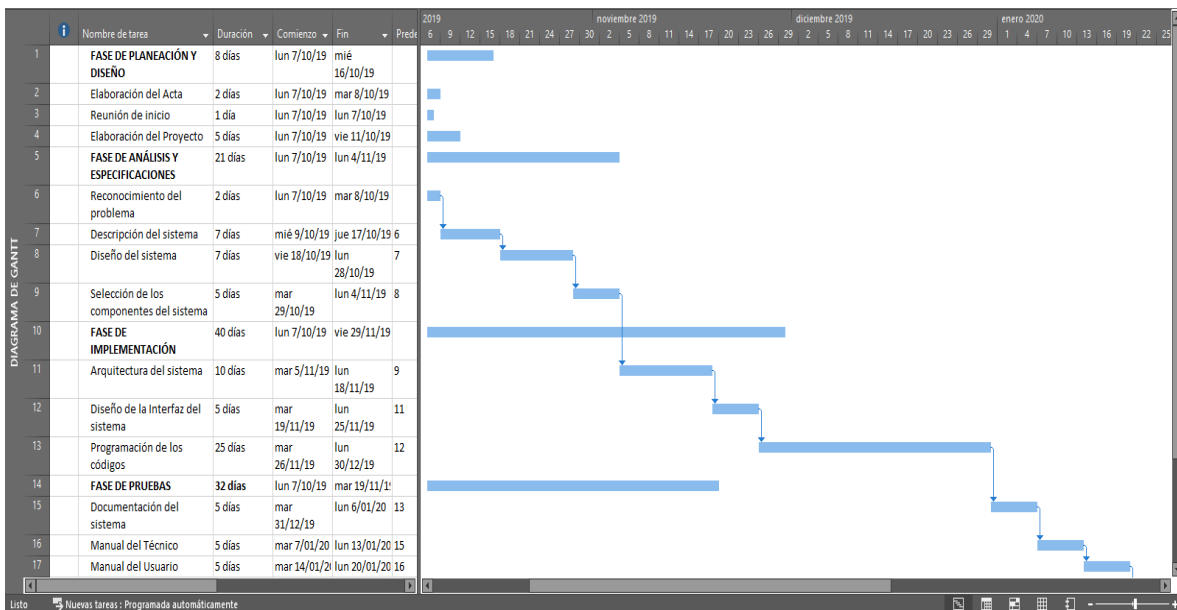 2019 noviembre 2019 diciembre 2019 enero 2020
Nombre de tarea Duración Comienzo Fin Prede 6 9 12 15 18 21 24 27 30 2 5 8 11 14 17 20 23 26 29 2 5 8 11 14 17 20 23 26 29 1 4 7 10 13 16 19 22 25
1 FASE DE PLANEACIÓN Y 8 días lun 7/10/19 mié
DISEÑO 16/10/19
2 Elaboración del Acta 2 días lun 7/10/19 mar 8/10/19
3 Reunión de inicio 1 día lun 7/10/19 lun 7/10/19
4 Elaboración del Proyecto 5 días lun 7/10/19 vie 11/10/19
5 FASE DE ANÁLISIS Y 21 días lun 7/10/19 lun 4/11/19
ESPECIFICACIONES
6 Reconocimiento del 2 días lun 7/10/19 mar 8/10/19
problema
7 Descripción del sistema 7 días mié 9/10/19 jue 17/10/19 6
8 Diseño del sistema 7 días vie 18/10/19 lun 7
28/10/19
9 Selección de los 5 días mar lun 4/11/19 8
componentes del sistema 29/10/19
10 FASE DE 40 días lun 7/10/19 vie 29/11/19
IMPLEMENTACIÓN
11 Arquitectura del sistema 10 días mar 5/11/19 lun 9
18/11/19
12 Diseño de la Interfaz del 5 días mar lun 11
sistema 19/11/19 25/11/19
13 Programación de los 25 días mar lun 12
códigos 26/11/19 30/12/19
14 FASE DE PRUEBAS 32 días lun 7/10/19 mar 19/11/1
15 Documentación del 5 días mar lun 6/01/20 13
sistema 31/12/19
16 Manual del Técnico 5 días mar 7/01/20 lun 13/01/20 15
17 Manual del Usuario 5 días mar 14/01/2 lun 20/01/20 16
DIAGRAMA DE GANTT
Listo Nuevas tareas : Programada automáticamente